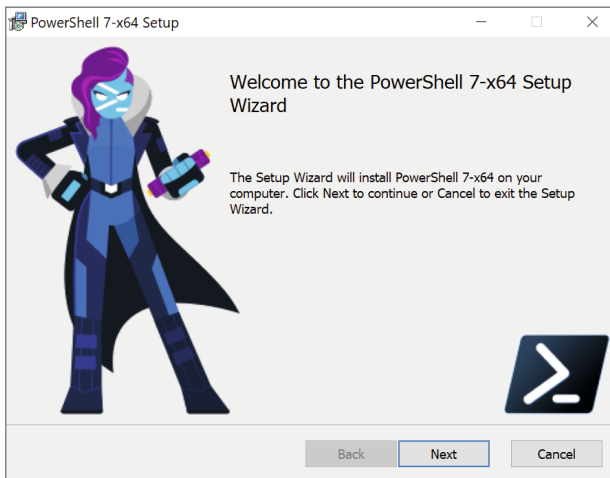 PowerShell 7-x64 Setup
Welcome to the PowerShell 7-x64 Setup
Wizard
The Setup Wizard will install PowerShell 7-x64 on your
computer. Click Next to continue or Cancel to exit the Setup
Wizard.
Back Next Cancel